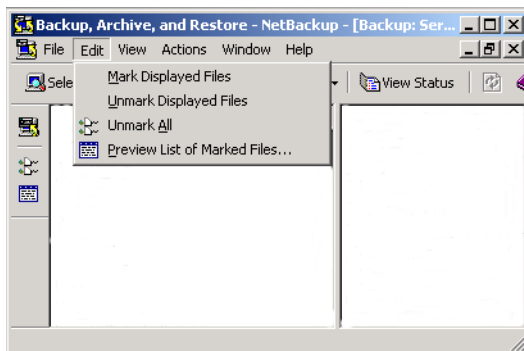 Backup, Archive, and Restore - NetBackup - [Backup: Ser...
File Edit View Actions Window Help
Sele
View Status
Mark Displayed Files
Unmark Displayed Files
Unmark All
Preview List of Marked Files...